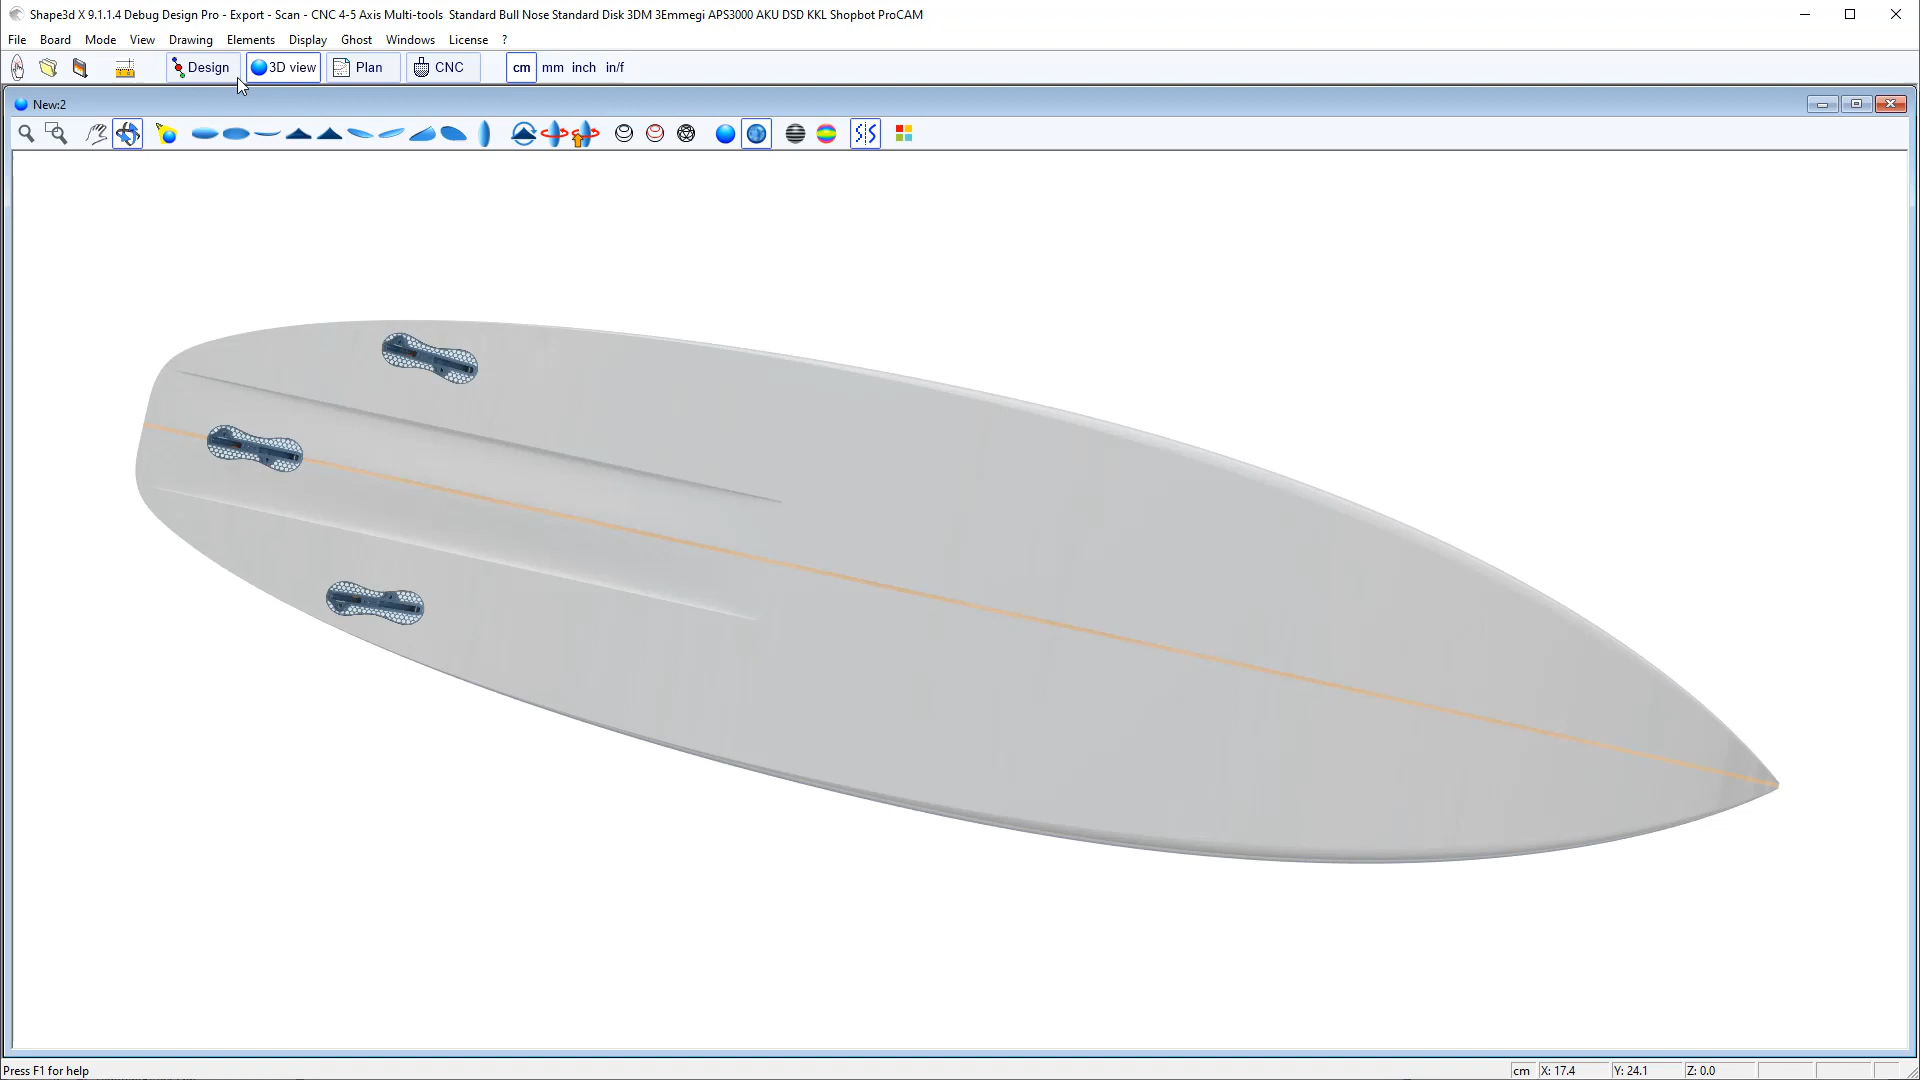 Shape3d X 9.1.1.4 Debug Design Pro - Export - Scan - CNC 4-5 Axis Multi-tools  Standard Bull Nose Standard Disk 3DM 3Emmegi APS3000 AKU DSD KKL Shopbot ProCAM
File Board Mode View Drawing Elements Display Ghost Windows License ?
Design 3D view Plan CNC cm mm inch in/f
New:2
Press F1 for help cm X: 17.4 Y: 24.1 Z: 0.0